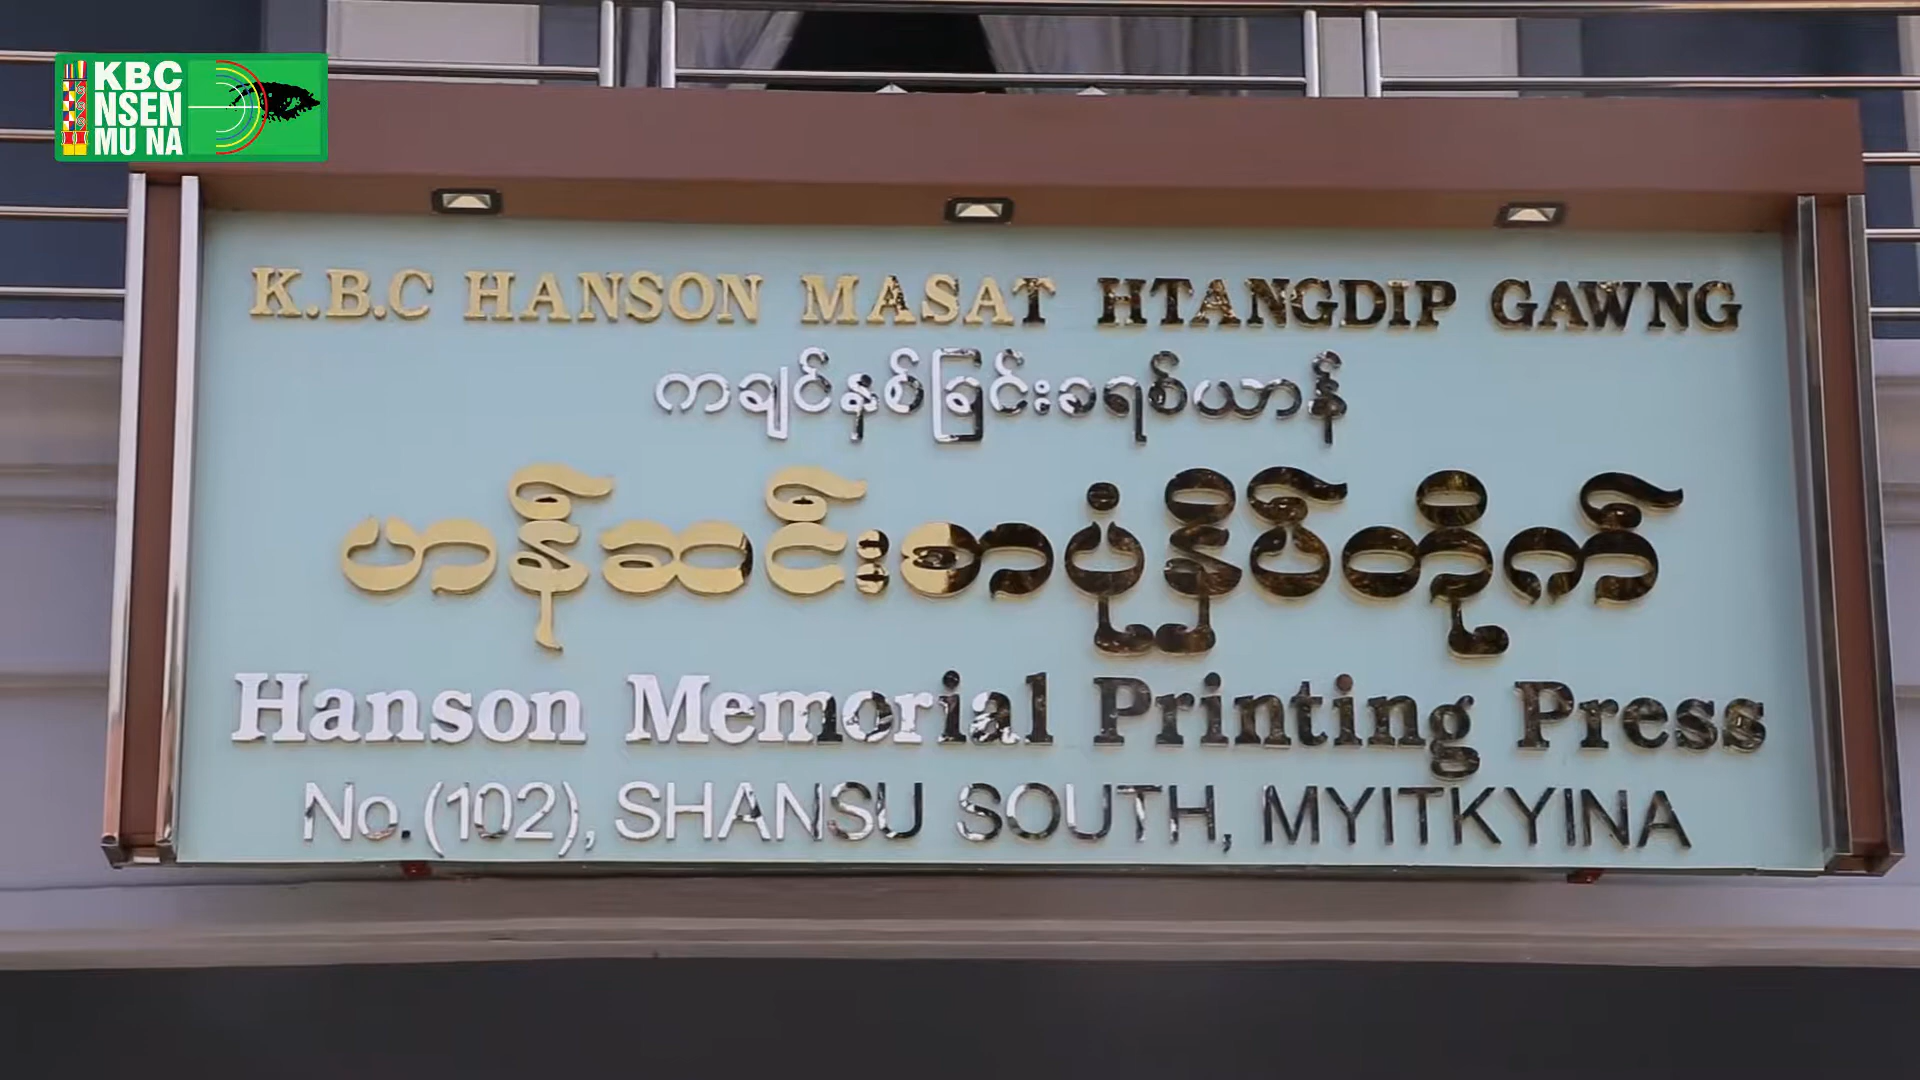 KBC
NSEN
MU NA
K.B.C HANSON MASAT HTANGDIP GAWNG
ကချင်နှစ်ခြင်းခရစ်ယာန်
ဟန်ဆင်းစာပုံနှိပ်တိုက်
Hanson Memorial Printing Press
No.(102), SHANSU SOUTH, MYITKYINA